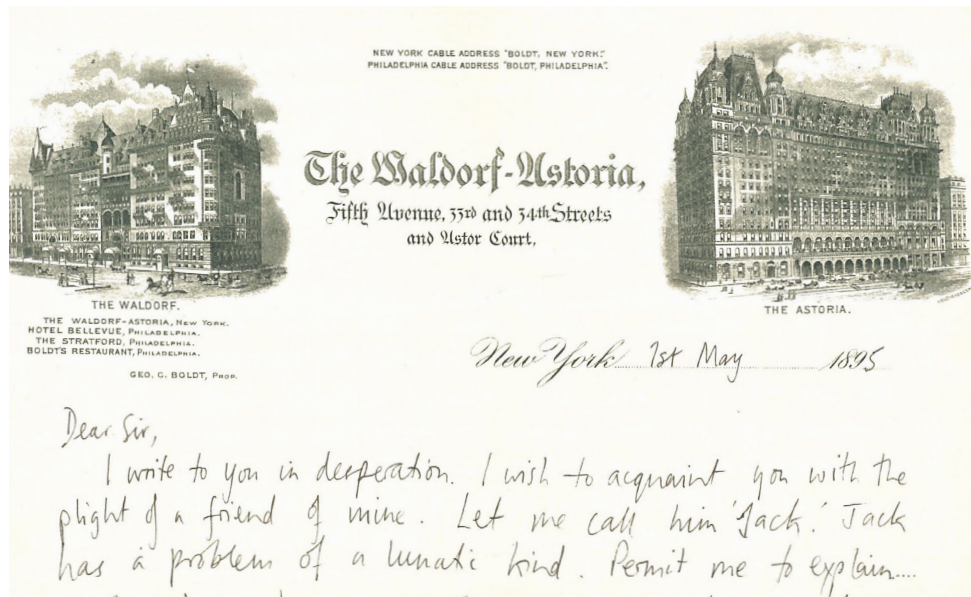 NEW YORK CABLE ADDRESS "BOLDT, NEW YORK."
PHILADELPHIA CABLE ADDRESS "BOLDT, PHILADELPHIA".
The Waldorf-Astoria,
Fifth Avenue, 33rd and 34th Streets
and Astor Court,
THE WALDORF.
THE ASTORIA.
THE WALDORF-ASTORIA, NEW YORK.
HOTEL BELLEVUE, PHILADELPHIA.
THE STRATFORD, PHILADELPHIA.
BOLDT'S RESTAURANT, PHILADELPHIA.
GEO. C. BOLDT, PROP.
New York 1st May 1895
Dear Sir,
I write to you in desperation. I wish to acquaint you with the
plight of a friend of mine. Let me call him 'Jack.' Jack
has a problem of a lunatic kind. Permit me to explain....